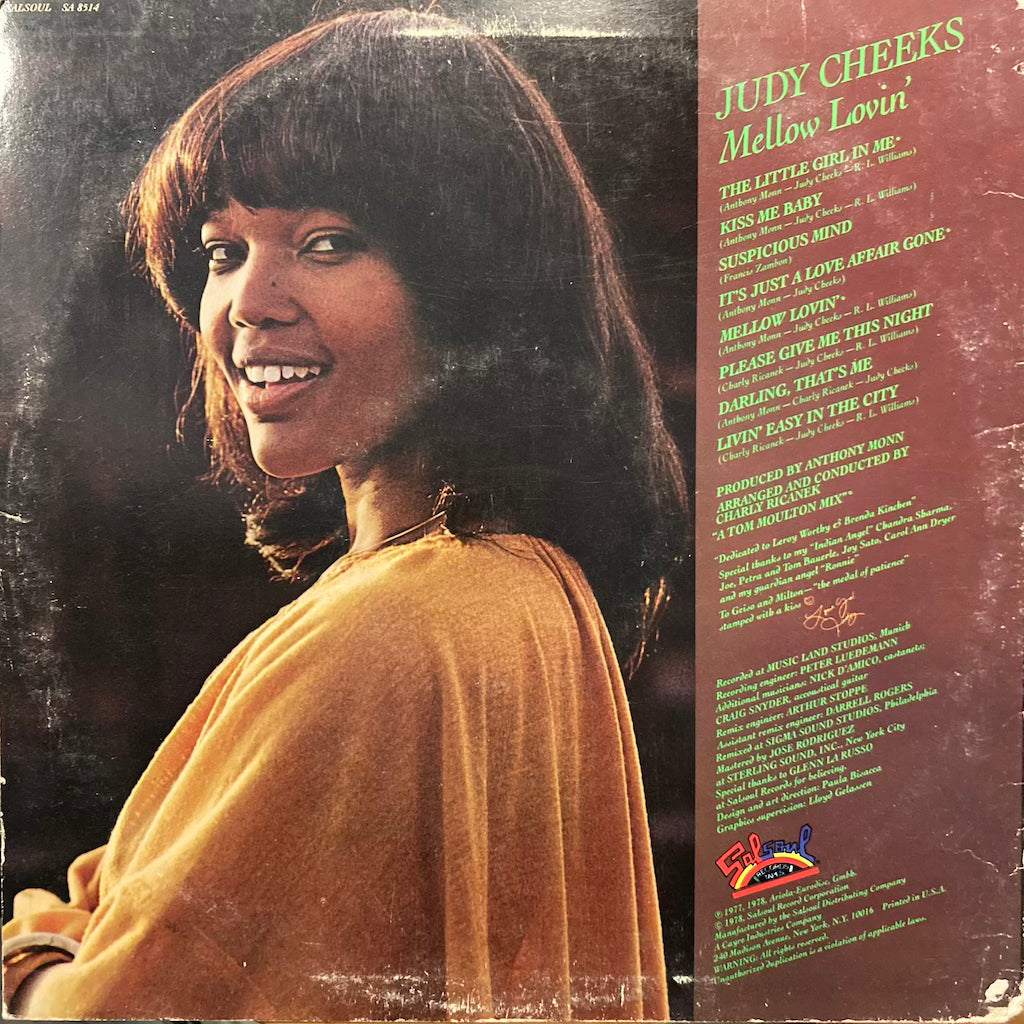 SALSOUL SA 8514
JUDY CHEEKS
Mellow Lovin'
THE LITTLE GIRL IN ME*
(Anthony Monn — Judy Cheeks — R. L. Williams)
KISS ME BABY
(Anthony Monn — Judy Cheeks — R. L. Williams)
SUSPICIOUS MIND
(Francis Zambon)
IT'S JUST A LOVE AFFAIR GONE*
(Anthony Monn — Judy Cheeks)
MELLOW LOVIN'*
(Anthony Monn — Judy Cheeks — R. L. Williams)
PLEASE GIVE ME THIS NIGHT
(Charly Ricanek — Judy Cheeks — R. L. Williams)
DARLING, THAT'S ME
(Anthony Monn — Charly Ricanek — Judy Cheeks)
LIVIN' EASY IN THE CITY
(Charly Ricanek — Judy Cheeks — R. L. Williams)
PRODUCED BY ANTHONY MONN
ARRANGED AND CONDUCTED BY
CHARLY RICANEK
"A TOM MOULTON MIX"*
"Dedicated to Leroy Worthy & Brenda Kinchen"
Special thanks to my "Indian Angel" Chandra Sharma,
Joe, Petra and Tom Bauerle, Joy Sato, Carol Ann Dryer
and my guardian angel "Ronnie"
To Geiso and Milton—"the medal of patience"
stamped with a kiss
Recorded at MUSIC LAND STUDIOS, Munich
Recording engineer: PETER LUEDEMANN
Additional musicians: NICK D'AMICO, castanets;
CRAIG SNYDER, accoustical guitar
Remix engineer: ARTHUR STOPPE
Assistant remix engineer: DARRELL ROGERS
Remixed at SIGMA SOUND STUDIOS, Philadelphia
Mastered by JOSE RODRIGUEZ
at STERLING SOUND, INC., New York City
Special thanks to GLENN LA RUSSO
at Salsoul Records for believing.
Design and art direction: Paula Bisacca
Graphics supervision: Lloyd Gelassen
Salsoul
RECORDS
TAPES
℗ 1977, 1978, Ariola-Eurodisc, Gmbh.
© 1978, Salsoul Record Corporation
Manufactured by the Salsoul Distributing Company
A Cayre Industries Company
240 Madison Avenue, New York, N.Y. 10016 Printed in U.S.A.
WARNING: All rights reserved.
Unauthorized duplication is a violation of applicable laws.